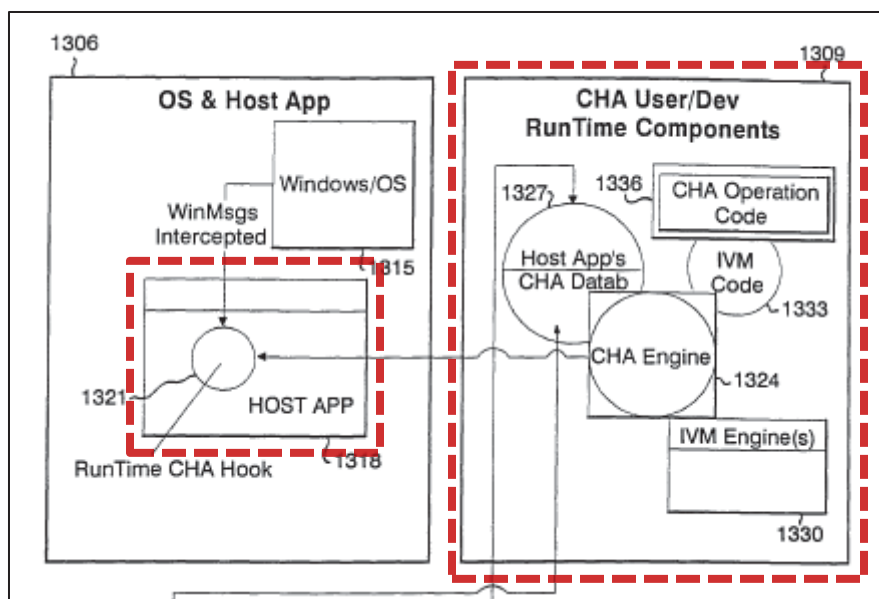 1306
OS & Host App
Windows/OS
WinMsgs
Intercepted
1315
1321
HOST APP
1318
RunTime CHA Hook
1309
CHA User/Dev
RunTime Components
1336
CHA Operation
Code
1327
Host App's
CHA Datab
IVM
Code
1333
CHA Engine
1324
IVM Engine(s)
1330